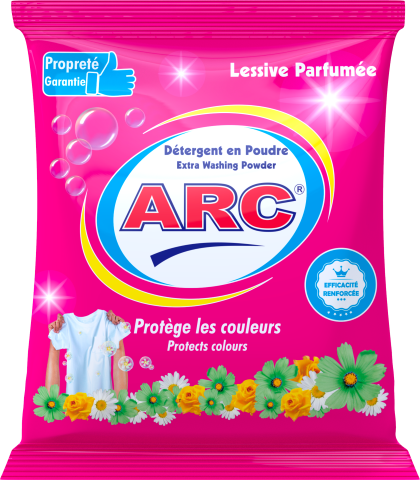 Propreté
Garantie
Lessive Parfumée
Détergent en Poudre
Extra Washing Powder
ARC®
EFFICACITÉ
RENFORCÉE
Protège les couleurs
Protects colours